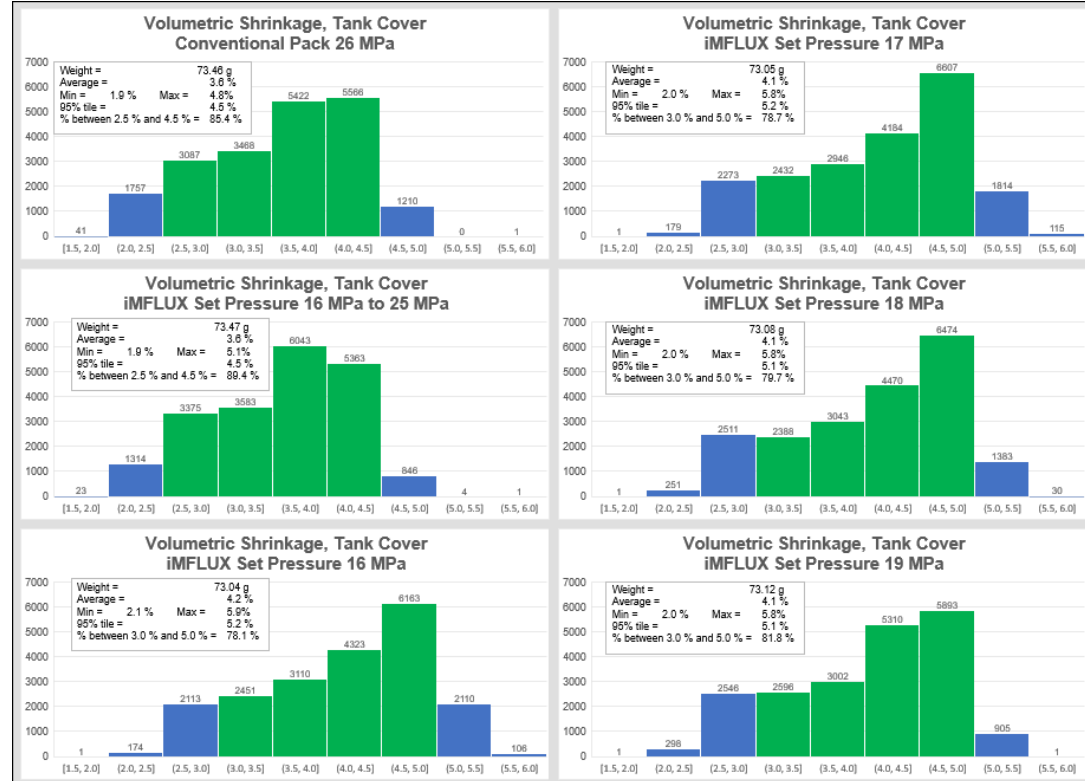 Volumetric Shrinkage, Tank Cover
Conventional Pack 26 MPa
7000
6000
5000
4000
3000
2000
1000
0
Weight = 73.46 g
Average = 3.6 %
Min = 1.9 % Max = 4.8%
95% tile = 4.5 %
% between 2.5 % and 4.5 % = 85.4 %
41 1757 3087 3468 5422 5566 1210 0 1
[1.5, 2.0] (2.0, 2.5] (2.5, 3.0] (3.0, 3.5] (3.5, 4.0] (4.0, 4.5] (4.5, 5.0] (5.0, 5.5] (5.5, 6.0]
Volumetric Shrinkage, Tank Cover
iMFLUX Set Pressure 17 MPa
7000
6000
5000
4000
3000
2000
1000
0
Weight = 73.05 g
Average = 4.1 %
Min = 2.0 % Max = 5.8%
95% tile = 5.2 %
% between 3.0 % and 5.0 % = 78.7 %
1 179 2273 2432 2946 4184 6607 1814 115
[1.5, 2.0] (2.0, 2.5] (2.5, 3.0] (3.0, 3.5] (3.5, 4.0] (4.0, 4.5] (4.5, 5.0] (5.0, 5.5] (5.5, 6.0]
Volumetric Shrinkage, Tank Cover
iMFLUX Set Pressure 16 MPa to 25 MPa
7000
6000
5000
4000
3000
2000
1000
0
Weight = 73.47 g
Average = 3.6 %
Min = 1.9 % Max = 5.1%
95% tile = 4.5 %
% between 2.5 % and 4.5 % = 89.4 %
23 1314 3375 3583 6043 5363 846 4 1
[1.5, 2.0] (2.0, 2.5] (2.5, 3.0] (3.0, 3.5] (3.5, 4.0] (4.0, 4.5] (4.5, 5.0] (5.0, 5.5] (5.5, 6.0]
Volumetric Shrinkage, Tank Cover
iMFLUX Set Pressure 18 MPa
7000
6000
5000
4000
3000
2000
1000
0
Weight = 73.08 g
Average = 4.1 %
Min = 2.0 % Max = 5.8%
95% tile = 5.1 %
% between 3.0 % and 5.0 % = 79.7 %
1 251 2511 2388 3043 4470 6474 1383 30
[1.5, 2.0] (2.0, 2.5] (2.5, 3.0] (3.0, 3.5] (3.5, 4.0] (4.0, 4.5] (4.5, 5.0] (5.0, 5.5] (5.5, 6.0]
Volumetric Shrinkage, Tank Cover
iMFLUX Set Pressure 16 MPa
7000
6000
5000
4000
3000
2000
1000
0
Weight = 73.04 g
Average = 4.2 %
Min = 2.1 % Max = 5.9%
95% tile = 5.2 %
% between 3.0 % and 5.0 % = 78.1 %
1 174 2113 2451 3110 4323 6163 2110 106
[1.5, 2.0] (2.0, 2.5] (2.5, 3.0] (3.0, 3.5] (3.5, 4.0] (4.0, 4.5] (4.5, 5.0] (5.0, 5.5] (5.5, 6.0]
Volumetric Shrinkage, Tank Cover
iMFLUX Set Pressure 19 MPa
7000
6000
5000
4000
3000
2000
1000
0
Weight = 73.12 g
Average = 4.1 %
Min = 2.0 % Max = 5.8%
95% tile = 5.1 %
% between 3.0 % and 5.0 % = 81.8 %
1 298 2546 2596 3002 5310 5893 905 1
[1.5, 2.0] (2.0, 2.5] (2.5, 3.0] (3.0, 3.5] (3.5, 4.0] (4.0, 4.5] (4.5, 5.0] (5.0, 5.5] (5.5, 6.0]